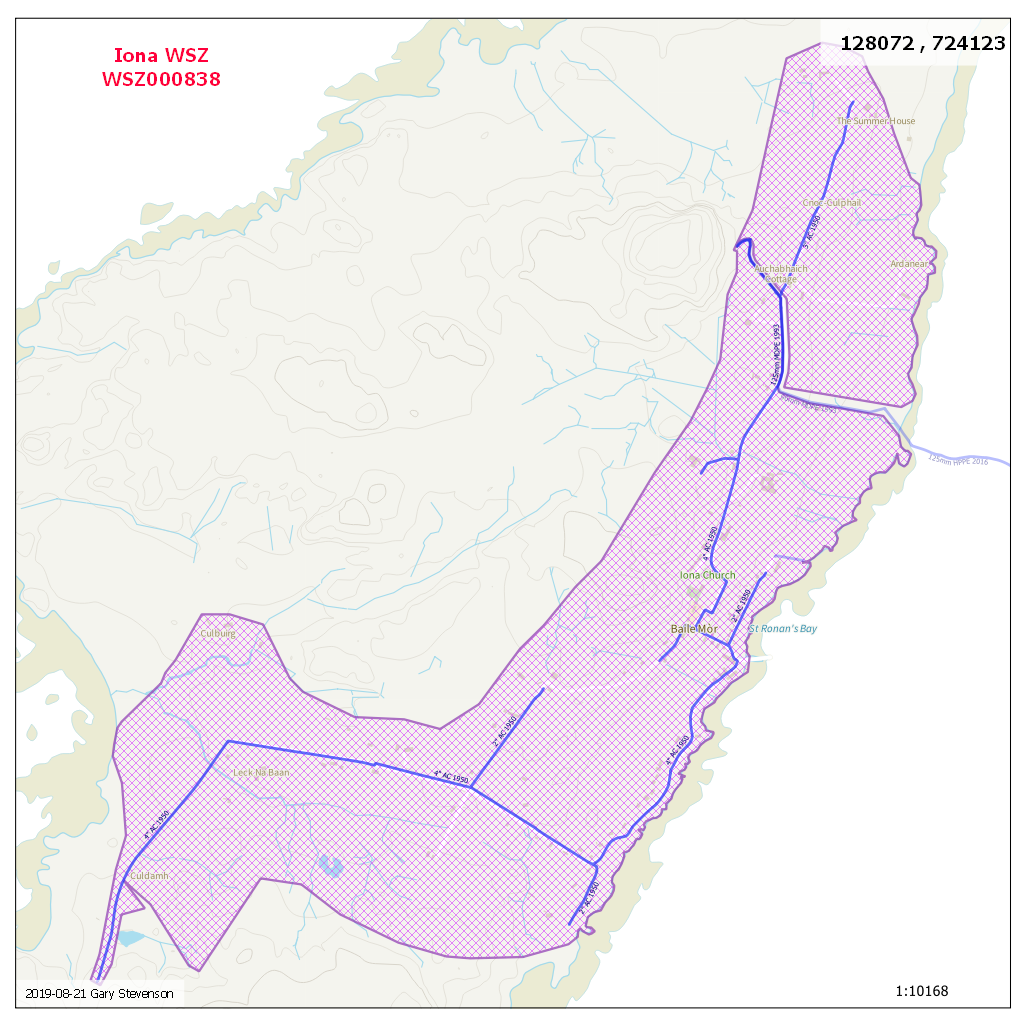 Iona WSZ
WSZ000838
128072 , 724123
The Summer House
Cnoc Culphail
3" AC 1950
Ardanear
Auchabhaich
Cottage
125mm MDPE 1993
125mm HPPE 2016
4" AC 1950
Iona Church
2" AC 1950
Baile Mor
St Ronan's Bay
Culbuirg
2" AC 1950
4" AC 1950
4" AC 1950
Leck Na Ban
4" AC 1950
Culdamh
2" AC 1950
2019-08-21 Gary Stevenson
1:10168